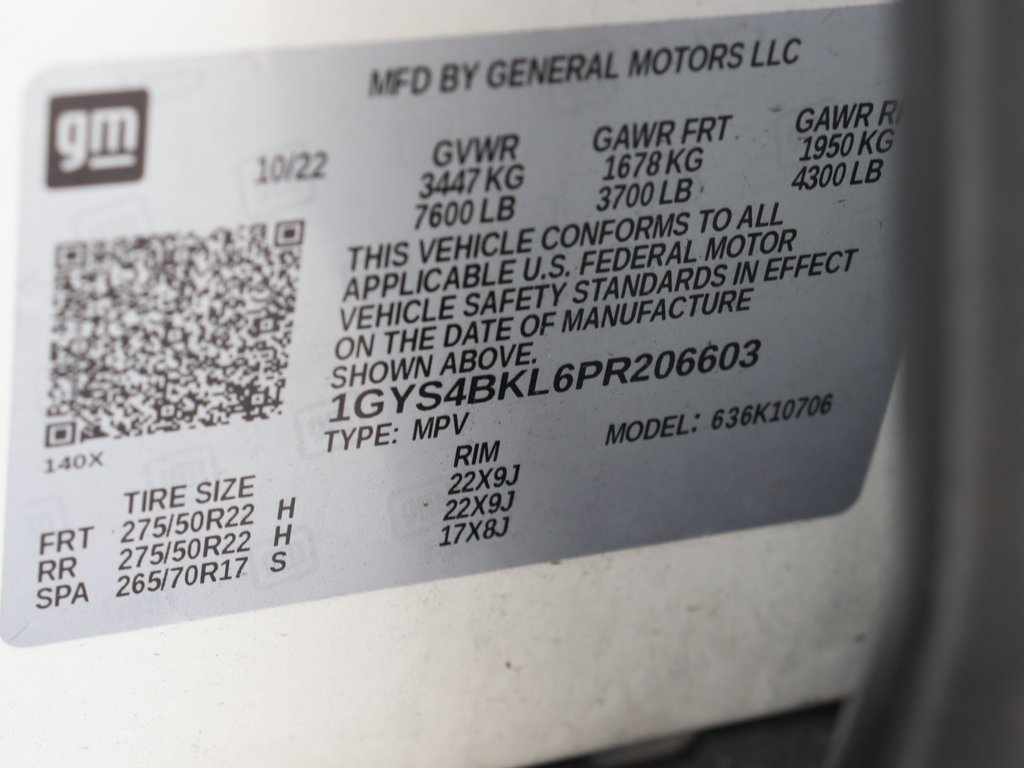 MFD BY GENERAL MOTORS LLC
gm
10/22
GVWR
3447 KG
7600 LB
GAWR FRT
1678 KG
3700 LB
GAWR
1950 KG
4300 LB
THIS VEHICLE CONFORMS TO ALL
APPLICABLE U.S. FEDERAL MOTOR
VEHICLE SAFETY STANDARDS IN EFFECT
ON THE DATE OF MANUFACTURE
SHOWN ABOVE.
1GYS4BKL6PR206603
TYPE: MPV
MODEL: 636K10706
140X
TIRE SIZE RIM
FRT 275/50R22 H 22X9J
RR 275/50R22 H 22X9J
SPA 265/70R17 S 17X8J